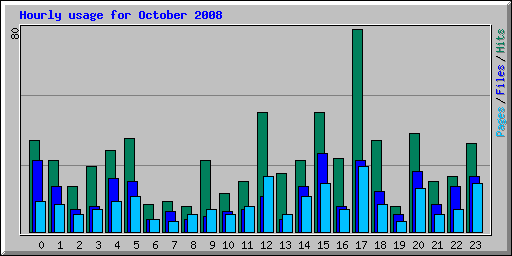 Hourly usage for October 2008
80
Pages / Files / Hits
0 1 2 3 4 5 6 7 8 9 10 11 12 13 14 15 16 17 18 19 20 21 22 23